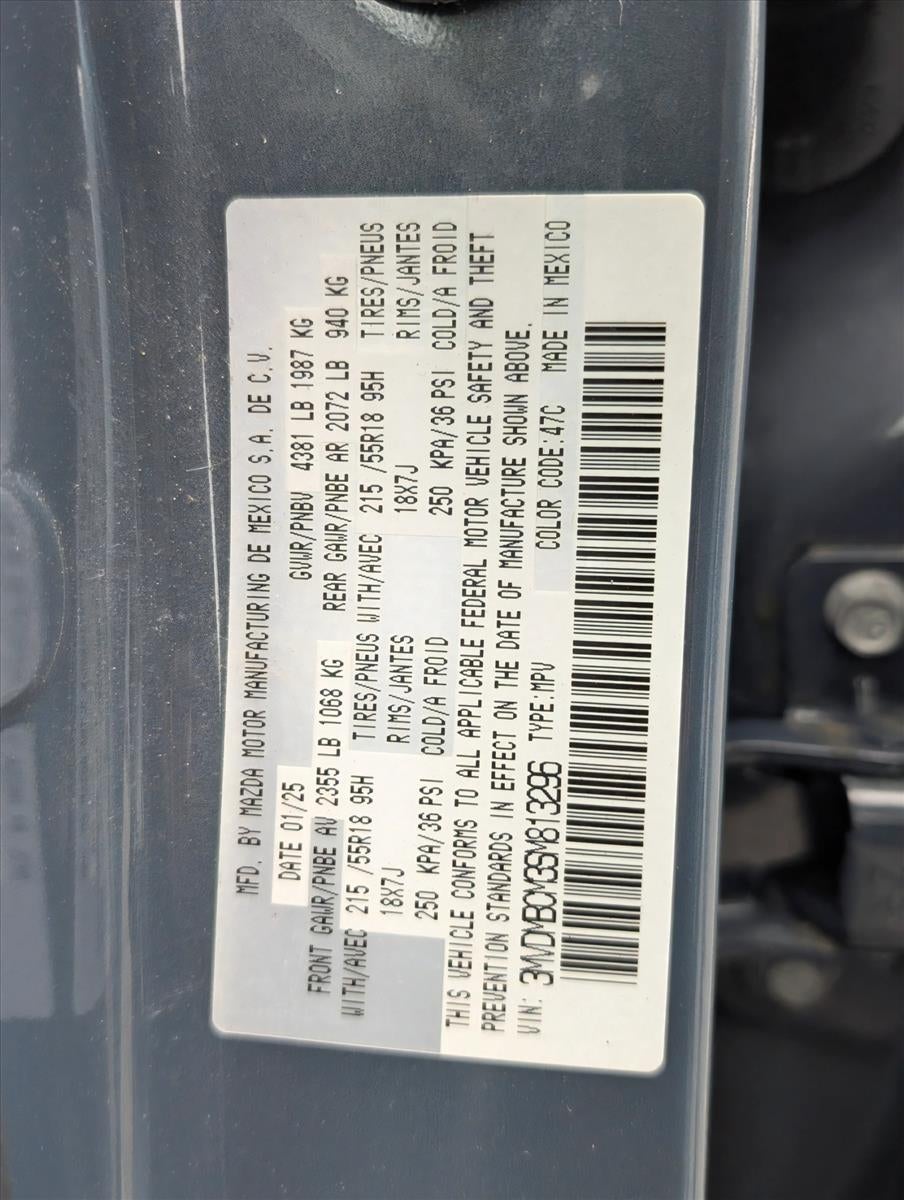 MFD. BY MAZDA MOTOR MANUFACTURING DE MEXICO S.A. DE C.V.
DATE 01/25 GVWR/PNBV 4381 LB 1987 KG
FRONT GAWR/PNBE AV 2355 LB 1068 KG REAR GAWR/PNBE AR 2072 LB 940 KG
WITH/AVEC 215 /55R18 95H TIRES/PNEUS WITH/AVEC 215 /55R18 95H TIRES/PNEUS
18X7J RIMS/JANTES 18X7J RIMS/JANTES
250 KPA/36 PSI COLD/A FROID 250 KPA/36 PSI COLD/A FROID
THIS VEHICLE CONFORMS TO ALL APPLICABLE FEDERAL MOTOR VEHICLE SAFETY AND THEFT
PREVENTION STANDARDS IN EFFECT ON THE DATE OF MANUFACTURE SHOWN ABOVE.
VIN: 3MVDMBCM3SM813296 TYPE:MPV COLOR CODE:47C MADE IN MEXICO